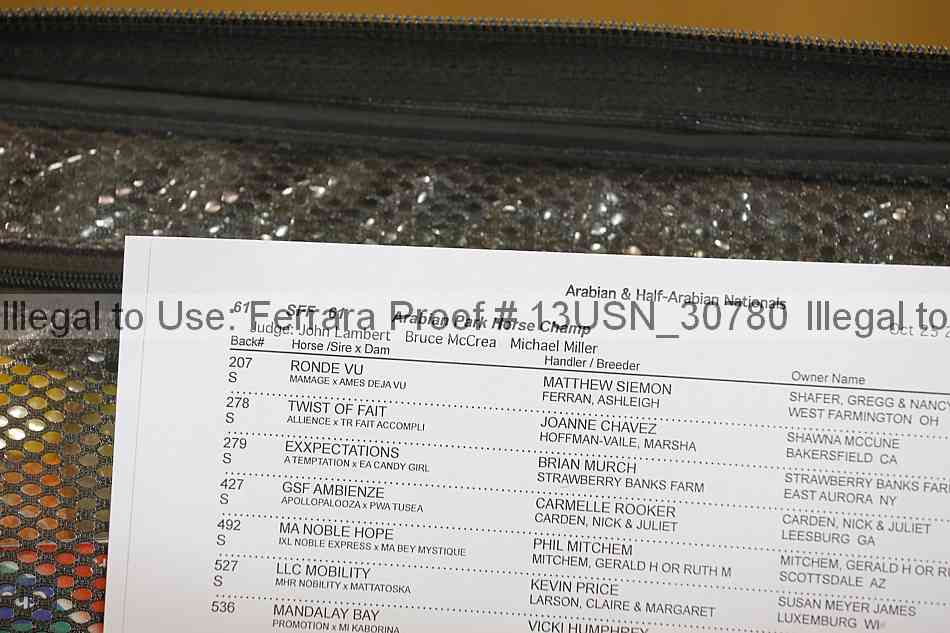 Arabian & Half-Arabian Nationals
61 SFF 61 Arabian Park Horse Champ Oct 23
Illegal to Use. Ferrara Proof # 13USN_30780 Illegal to
Judge: John Lambert Bruce McCrea Michael Miller
Back# Horse /Sire x Dam Handler / Breeder Owner Name
207 RONDE VU MATTHEW SIEMON SHAFER, GREGG & NANCY
S MAMAGE x AMES DEJA VU FERRAN, ASHLEIGH WEST FARMINGTON OH
278 TWIST OF FAIT JOANNE CHAVEZ SHAWNA MCCUNE
S ALLIENCE x TR FAIT ACCOMPLI HOFFMAN-VAILE, MARSHA BAKERSFIELD CA
279 EXXPECTATIONS BRIAN MURCH STRAWBERRY BANKS FAR
S A TEMPTATION x EA CANDY GIRL STRAWBERRY BANKS FARM EAST AURORA NY
427 GSF AMBIENZE CARMELLE ROOKER CARDEN, NICK & JULIET
S APOLLOPALOOZA x PWA TUSEA CARDEN, NICK & JULIET LEESBURG GA
492 MA NOBLE HOPE PHIL MITCHEM MITCHEM, GERALD H OR RU
S IXL NOBLE EXPRESS x MA BEY MYSTIQUE MITCHEM, GERALD H OR RUTH M SCOTTSDALE AZ
527 LLC MOBILITY KEVIN PRICE SUSAN MEYER JAMES
S MHR NOBILITY x MATTATOSKA LARSON, CLAIRE & MARGARET LUXEMBURG WI
536 MANDALAY BAY VICKI HUMPHREY
PROMOTION x MI KABORINA